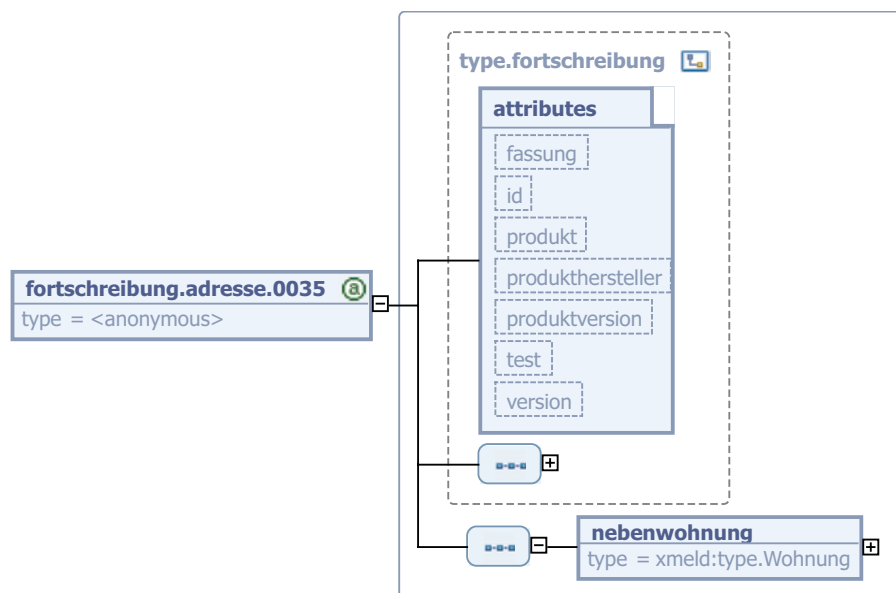 type.fortschreibung
attributes
fassung
id
produkt
produkthersteller
produktversion
test
version
fortschreibung.adresse.0035 a
type = <anonymous>
nebenwohnung
type = xmeld:type.Wohnung